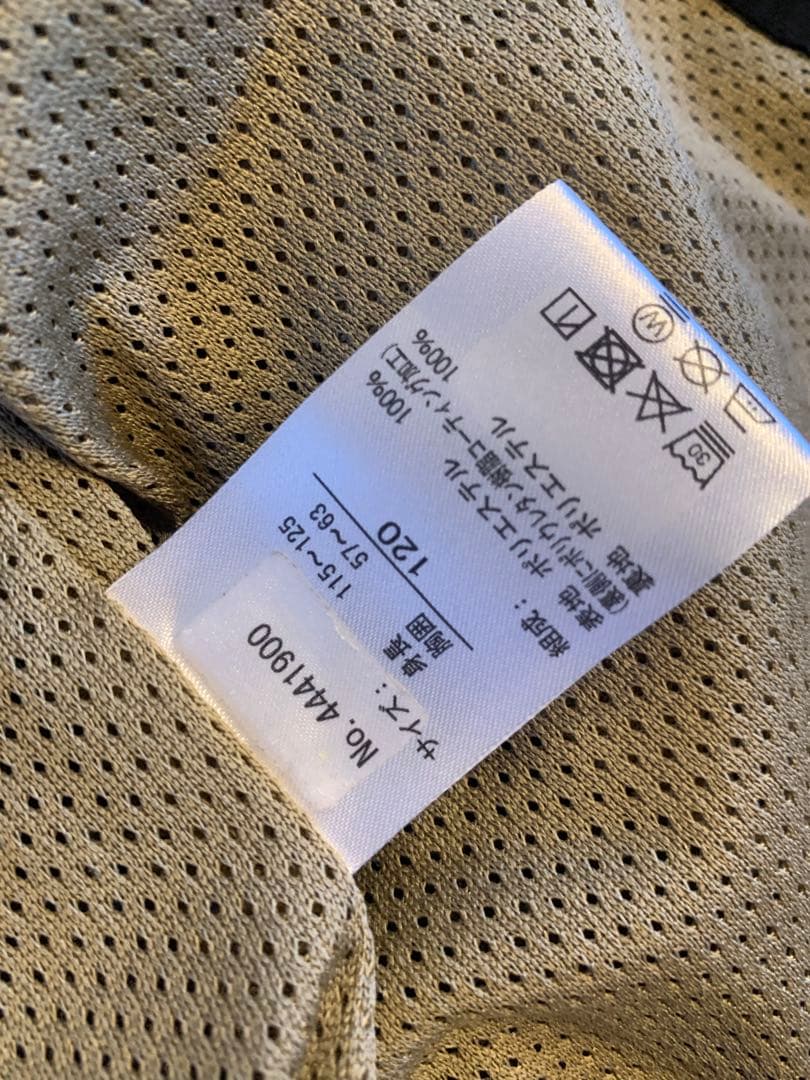 No. 4441900
サイズ: 身長 115~125
胸囲 57~63
120
組成:
表地 ポリエステル 100%
(裏側にポリウレタン樹脂コーティング加工)
裏地 ポリエステル 100%
30
W